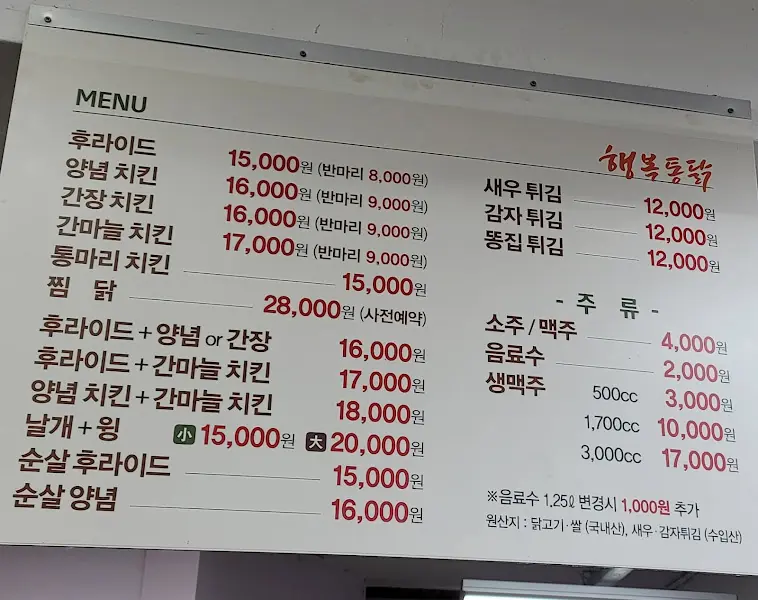 MENU
후라이드 15,000원 (반마리 8,000원)
양념 치킨 16,000원 (반마리 9,000원)
간장 치킨 16,000원 (반마리 9,000원)
간마늘 치킨 17,000원 (반마리 9,000원)
통마리 치킨 15,000원
찜 닭 28,000원 (사전예약)
후라이드 + 양념 or 간장 16,000원
후라이드 + 간마늘 치킨 17,000원
양념 치킨 + 간마늘 치킨 18,000원
날개 + 윙 小 15,000원 大 20,000원
순살 후라이드 15,000원
순살 양념 16,000원
행복통닭
새우 튀김 12,000원
감자 튀김 12,000원
똥집 튀김 12,000원
- 주 류 -
소주 / 맥주 4,000원
음료수 2,000원
생맥주 500cc 3,000원
1,700cc 10,000원
3,000cc 17,000원
※음료수 1.25ℓ 변경시 1,000원 추가
원산지 : 닭고기·쌀 (국내산), 새우·감자튀김 (수입산)